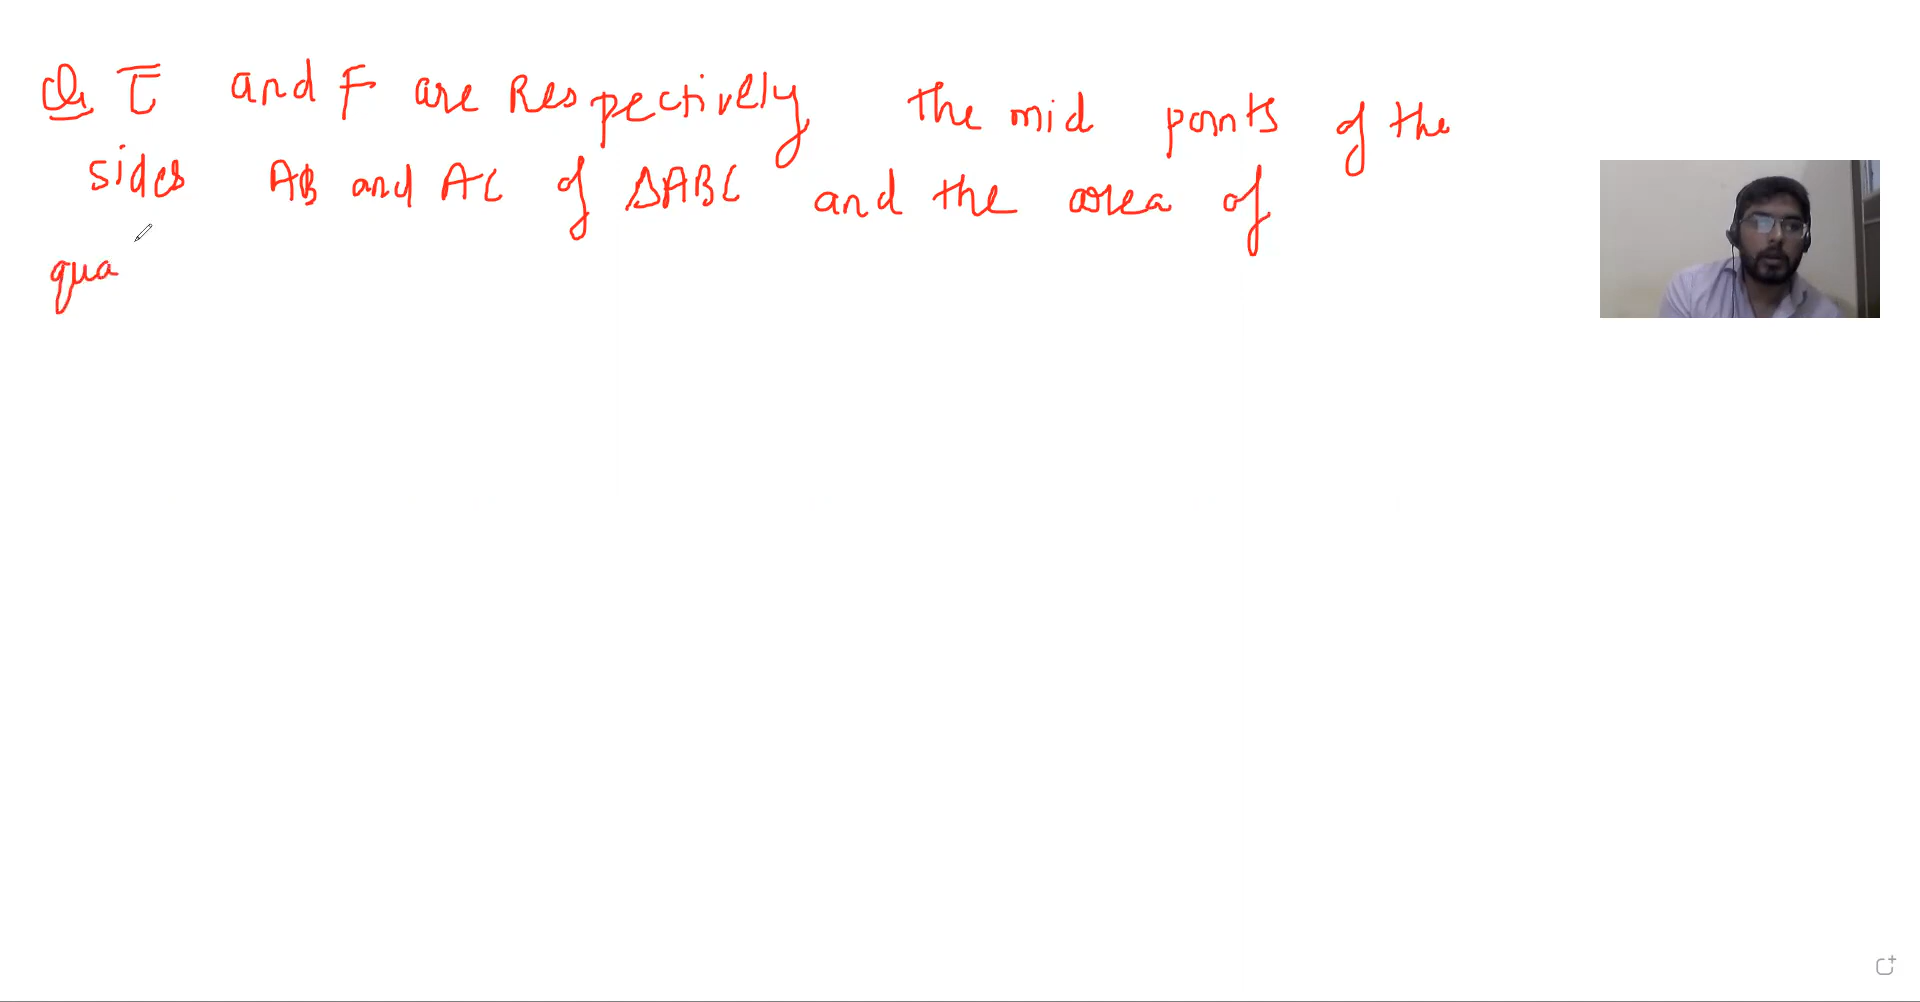 Q. E and F are Respectively the mid points of the
sides AB and AC of ΔABC and the area of
qua